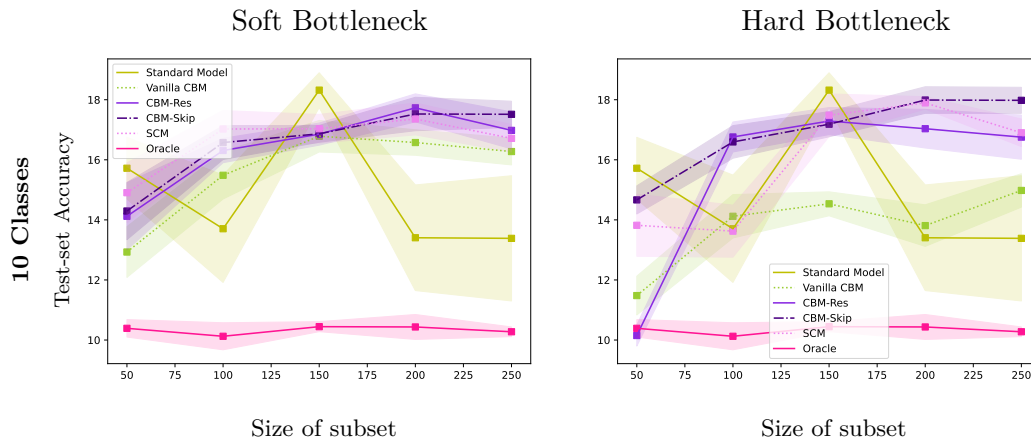 Soft Bottleneck
Hard Bottleneck
10 Classes
Test-set Accuracy
18
16
14
12
10
Standard Model
Vanilla CBM
CBM-Res
CBM-Skip
SCM
Oracle
50
75
100
125
150
175
200
225
250
Size of subset
18
16
14
12
10
Standard Model
Vanilla CBM
CBM-Res
CBM-Skip
SCM
Oracle
50
75
100
125
150
175
200
225
250
Size of subset